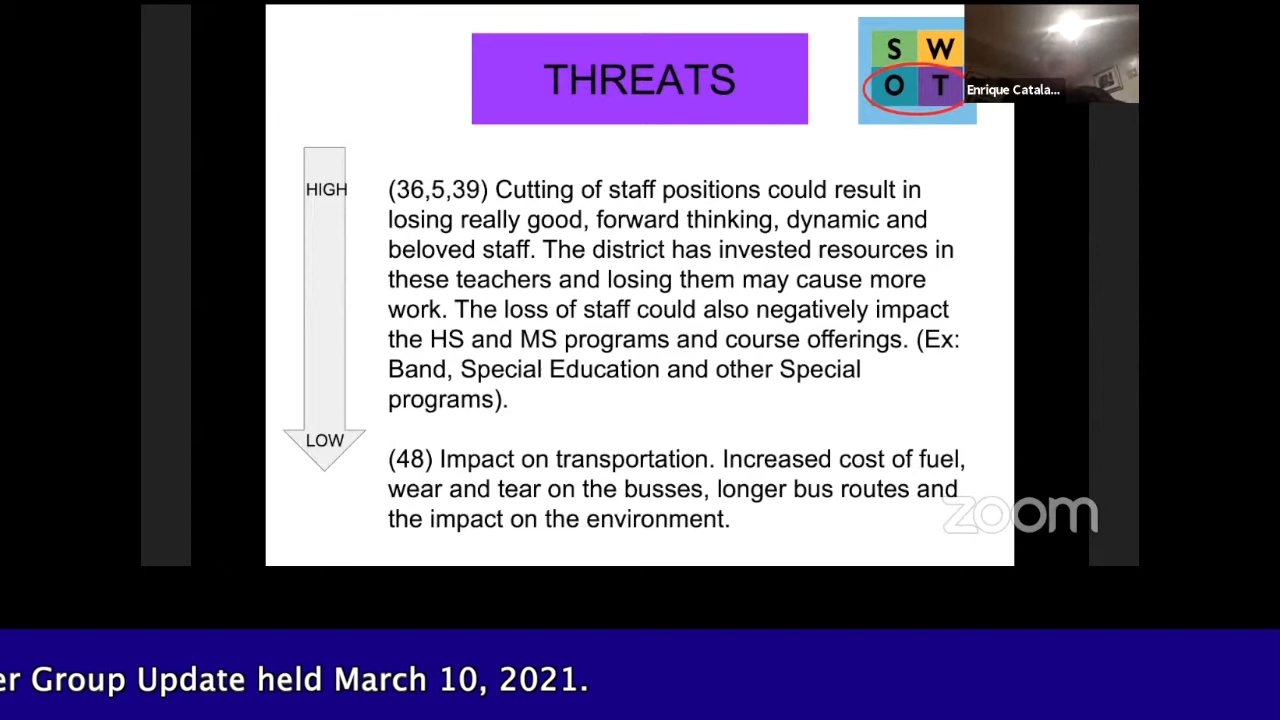 THREATS
S W
O T
Enrique Catala...
HIGH
(36,5,39) Cutting of staff positions could result in
losing really good, forward thinking, dynamic and
beloved staff. The district has invested resources in
these teachers and losing them may cause more
work. The loss of staff could also negatively impact
the HS and MS programs and course offerings. (Ex:
Band, Special Education and other Special
programs).
LOW
(48) Impact on transportation. Increased cost of fuel,
wear and tear on the busses, longer bus routes and
the impact on the environment.
zoom
er Group Update held March 10, 2021.